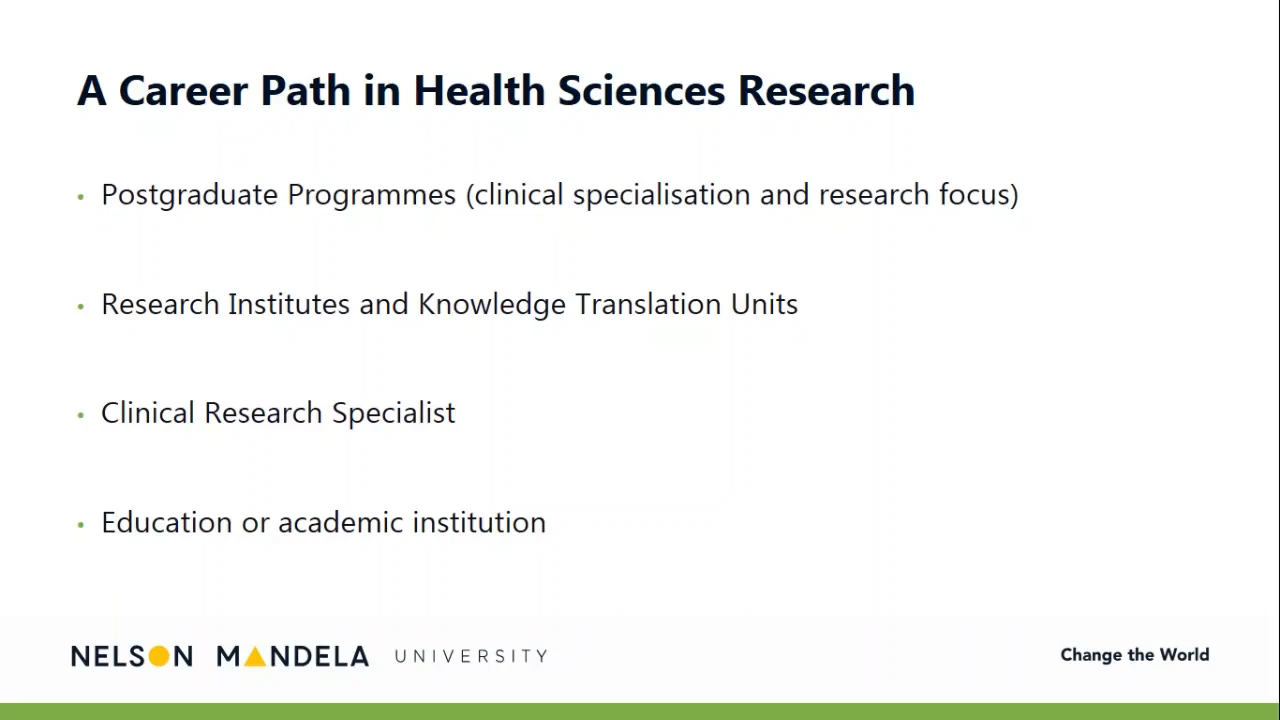 A Career Path in Health Sciences Research
• Postgraduate Programmes (clinical specialisation and research focus)
• Research Institutes and Knowledge Translation Units
• Clinical Research Specialist
• Education or academic institution
NELSON MANDELA UNIVERSITY
Change the World